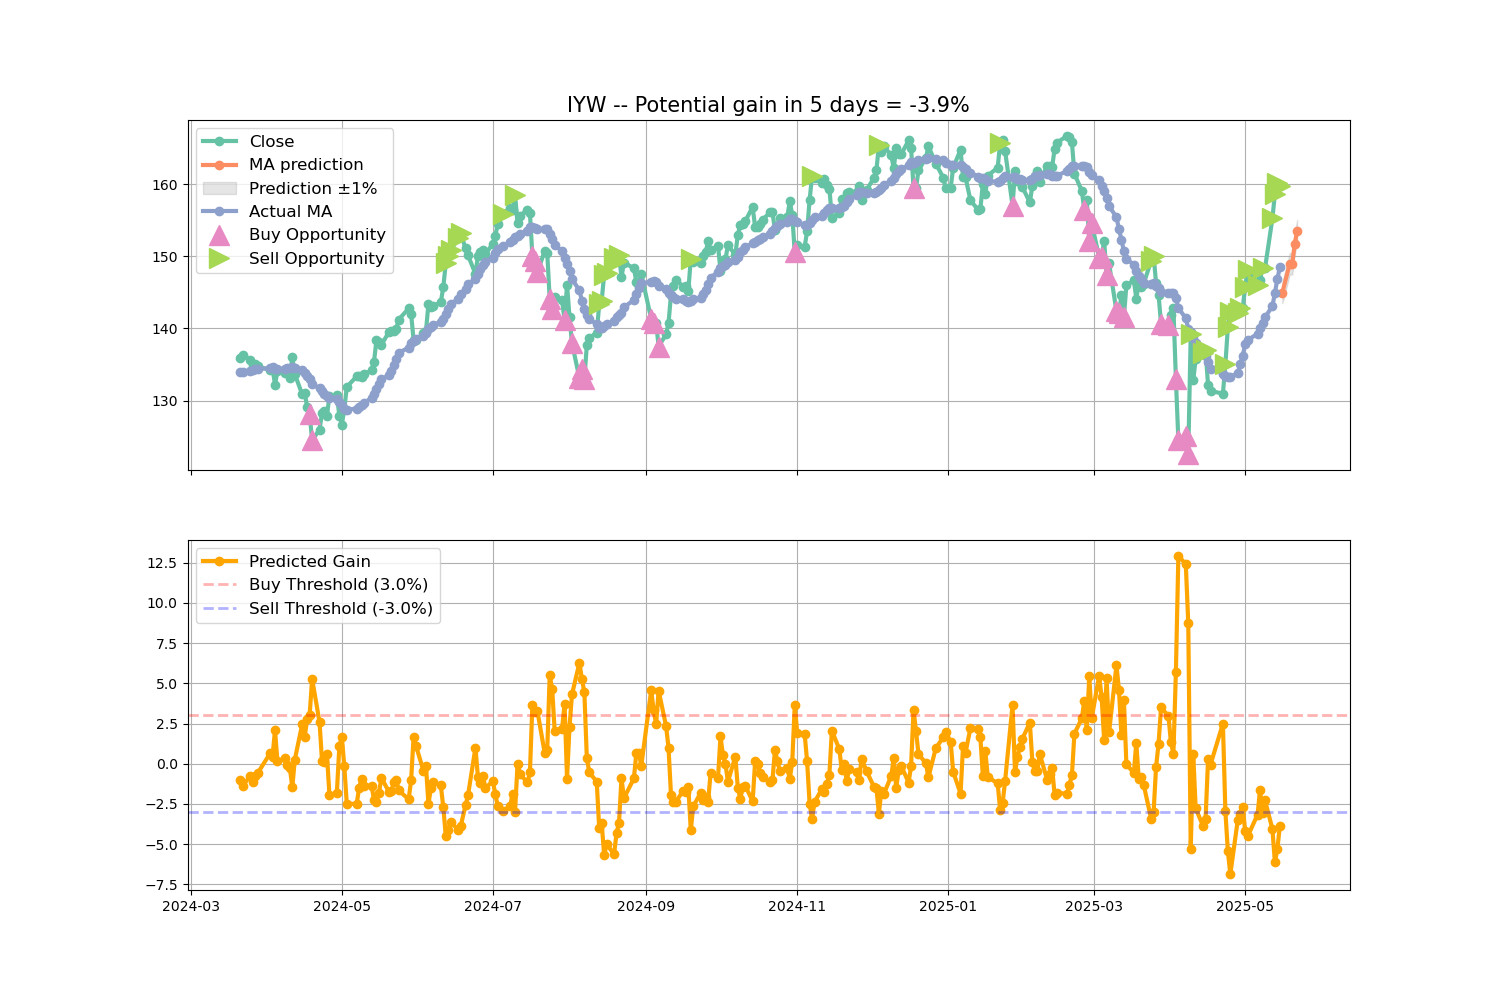 IYW -- Potential gain in 5 days = -3.9%
Close
MA prediction
Prediction ±1%
Actual MA
Buy Opportunity
Sell Opportunity
160
150
140
130
Predicted Gain
Buy Threshold (3.0%)
Sell Threshold (-3.0%)
12.5
10.0
7.5
5.0
2.5
0.0
−2.5
−5.0
−7.5
2024-03 2024-05 2024-07 2024-09 2024-11 2025-01 2025-03 2025-05